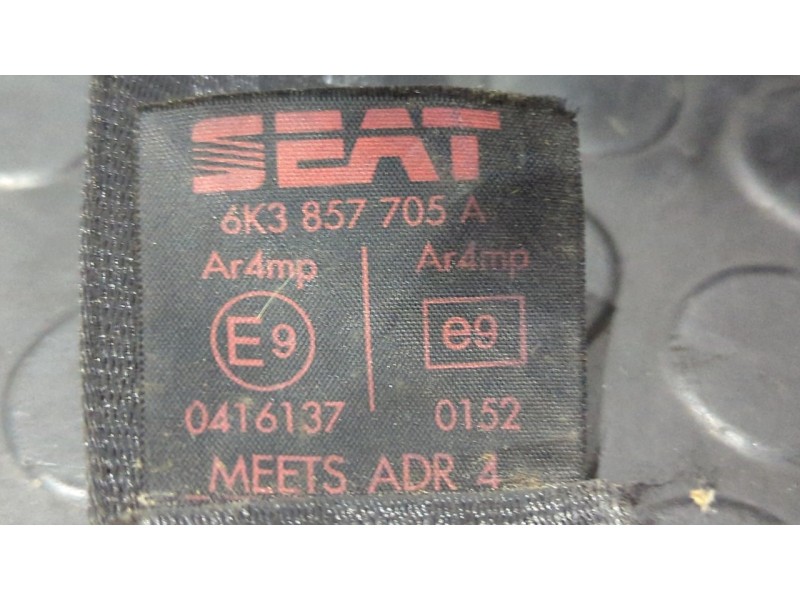 SEAT
6K3 857 705 A
Ar4mp Ar4mp
E9 e9
0416137 0152
MEETS ADR 4